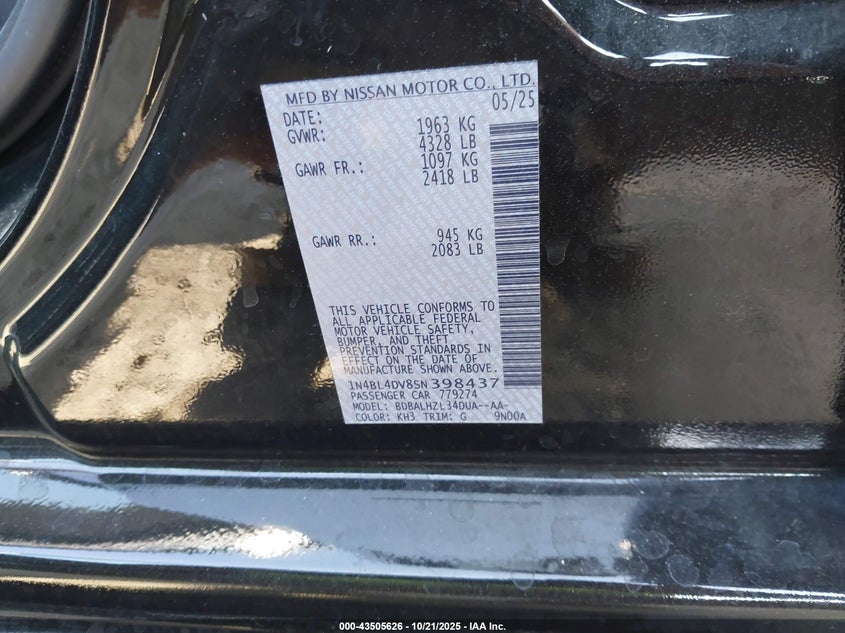 MFD BY NISSAN MOTOR CO., LTD.
DATE: 05/25
GVWR: 1963 KG
4328 LB
GAWR FR.: 1097 KG
2418 LB
GAWR RR.: 945 KG
2083 LB
THIS VEHICLE CONFORMS TO
ALL APPLICABLE FEDERAL
MOTOR VEHICLE SAFETY,
BUMPER, AND THEFT
PREVENTION STANDARDS IN
EFFECT ON THE DATE OF
MANUFACTURE SHOWN ABOVE.
1N4BL4DV8SN398437
PASSENGER CAR 779274
MODEL: BDBALHZL34DUA--AA-
COLOR: KH3 TRIM: G 9N00A
000-43505626 - 10/21/2025 - IAA Inc.